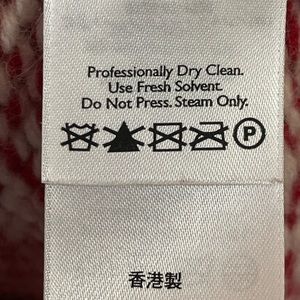 Professionally Dry Clean.
Use Fresh Solvent.
Do Not Press. Steam Only.
P
香港製